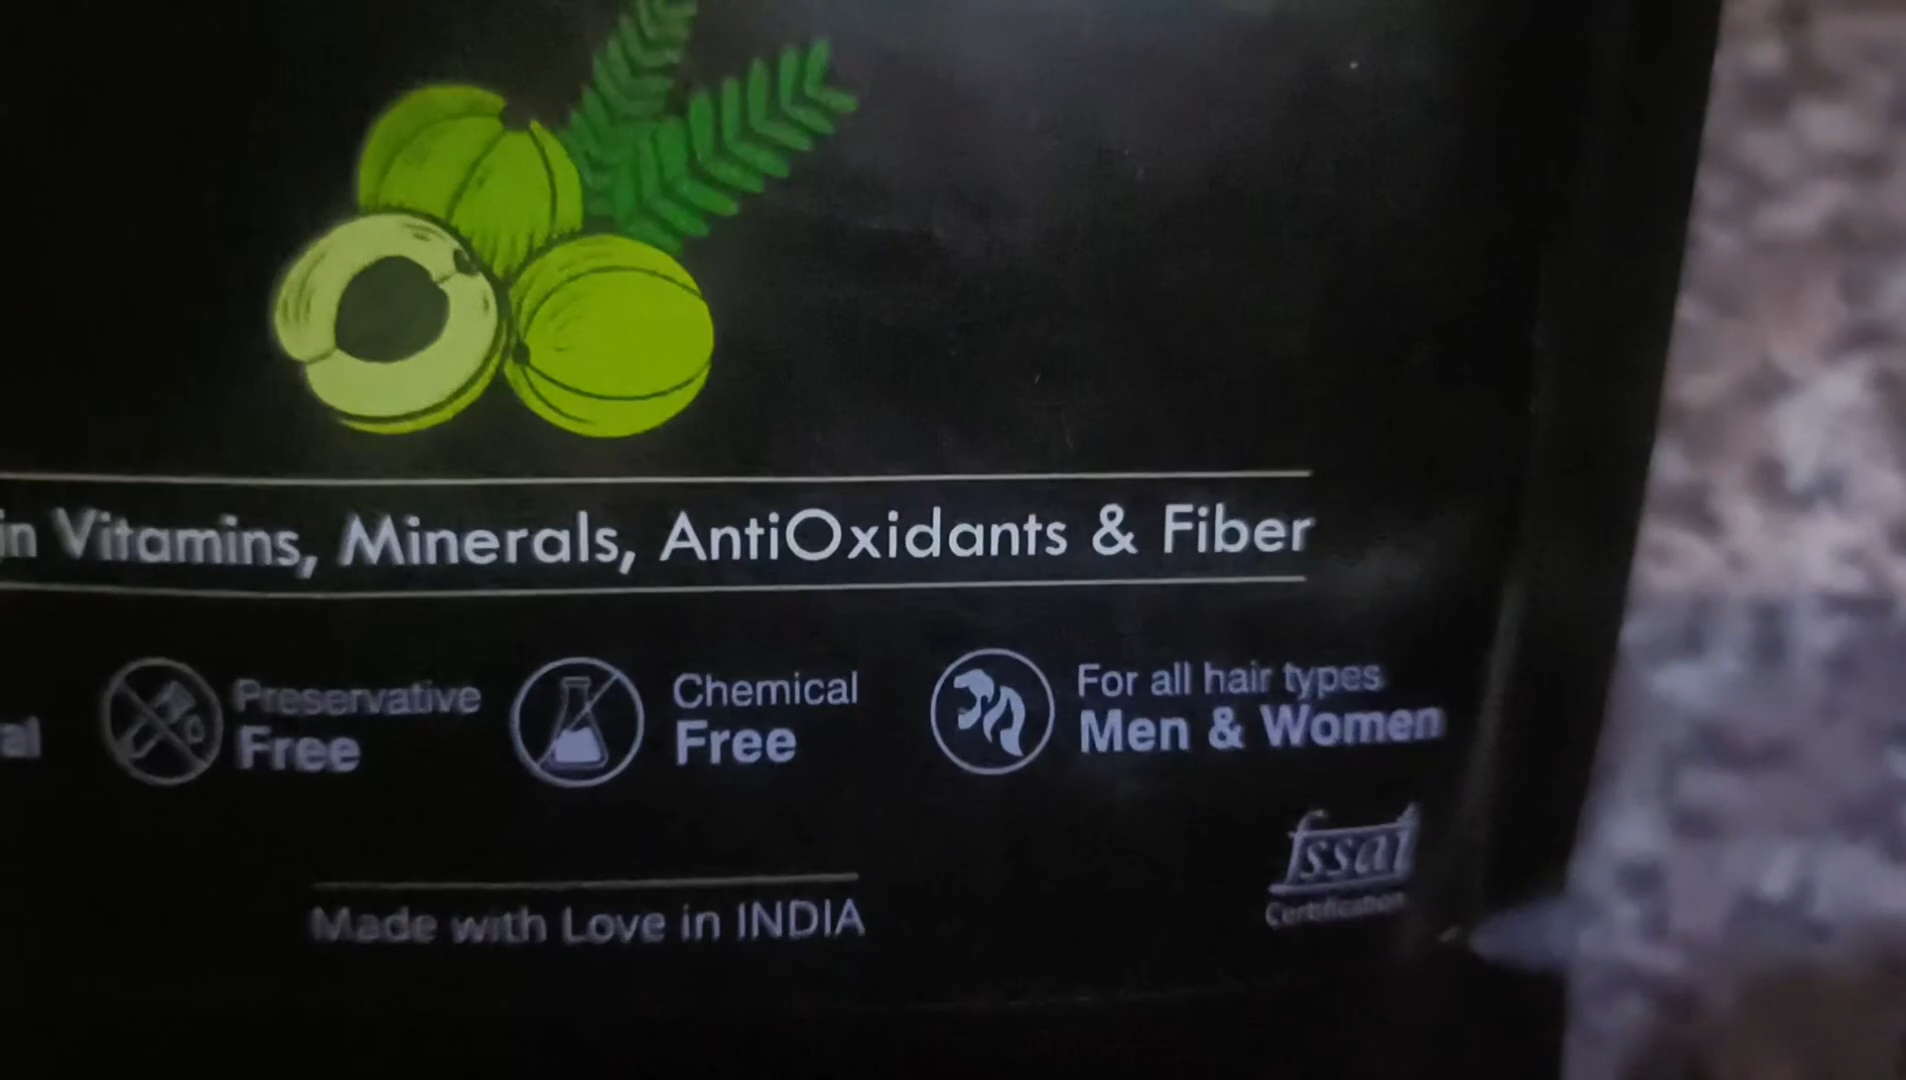 in Vitamins, Minerals, AntiOxidants & Fiber
al
Preservative
Free
Chemical
Free
For all hair types
Men & Women
fssai
Certification
Made with Love in INDIA